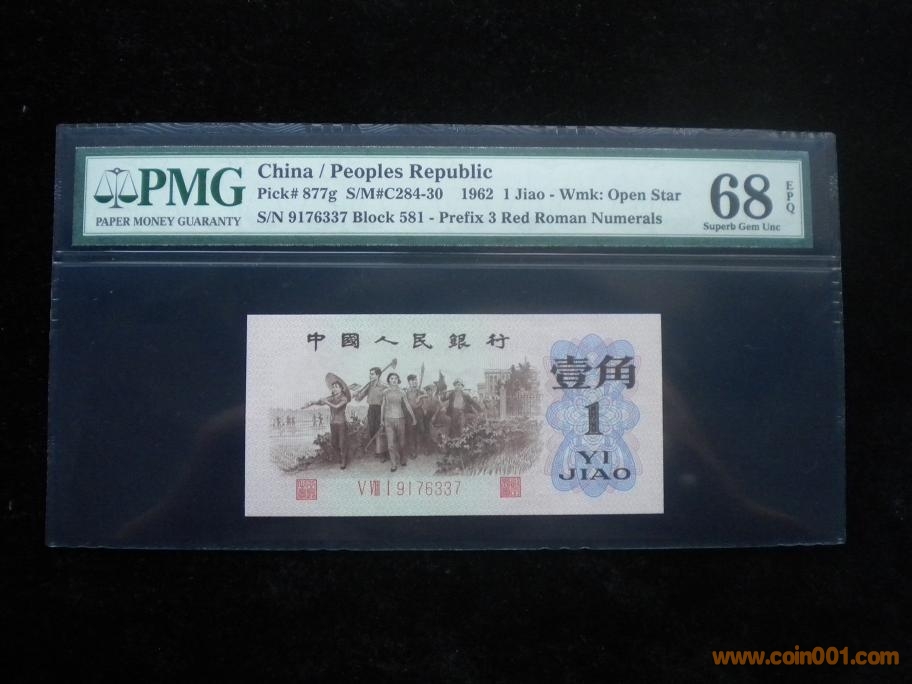 PMG
PAPER MONEY GUARANTY
China / Peoples Republic
Pick# 877g S/M#C284-30 1962 1 Jiao - Wmk: Open Star
S/N 9176337 Block 581 - Prefix 3 Red Roman Numerals
68
EPQ
Superb Gem Unc
中國人民銀行
壹角
1
YI
JIAO
V VIII I 9176337
www.coin001.com